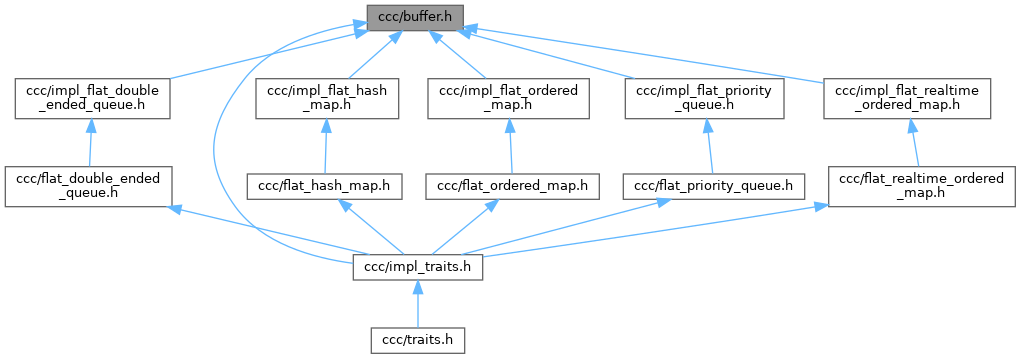 ccc/buffer.h
ccc/impl_flat_double
_ended_queue.h
ccc/impl_flat_hash
_map.h
ccc/impl_flat_ordered
_map.h
ccc/impl_flat_priority
_queue.h
ccc/impl_flat_realtime
_ordered_map.h
ccc/flat_double_ended
_queue.h
ccc/flat_hash_map.h
ccc/flat_ordered_map.h
ccc/flat_priority_queue.h
ccc/flat_realtime_ordered
_map.h
ccc/impl_traits.h
ccc/traits.h